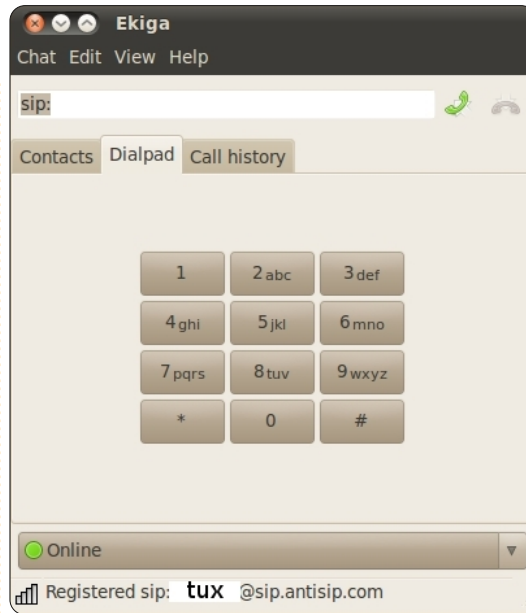 Ekiga
Chat Edit View Help
sip:
Contacts Dialpad Call history
1 2abc 3def
4ghi 5jkl 6mno
7pqrs 8tuv 9wxyz
* 0 #
Online
Registered sip: tux @sip.antisip.com